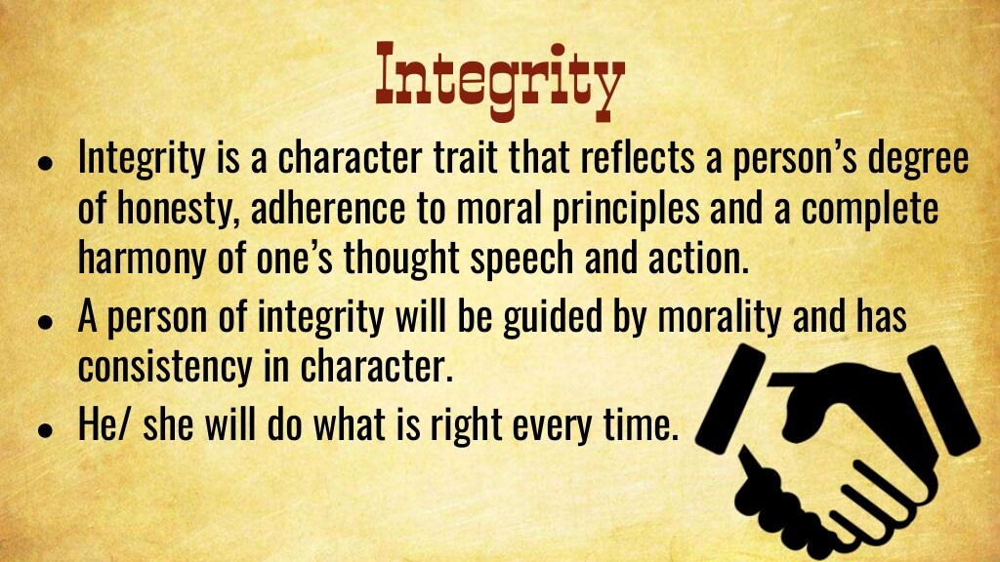 Integrity
• Integrity is a character trait that reflects a person’s degree
of honesty, adherence to moral principles and a complete
harmony of one’s thought speech and action.
• A person of integrity will be guided by morality and has
consistency in character.
• He/ she will do what is right every time.